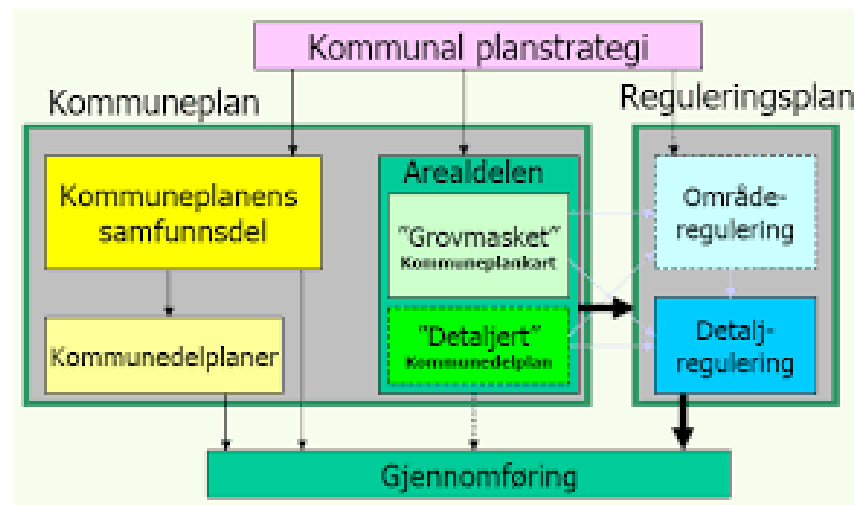 Kommunal planstrategi
Kommuneplan
Reguleringsplan
Kommuneplanens
samfunnsdel
Kommunedelplaner
Arealdelen
"Grovmasket"
Kommuneplankart
"Detaljert"
Kommunedelplan
Område-
regulering
Detalj-
regulering
Gjennomføring